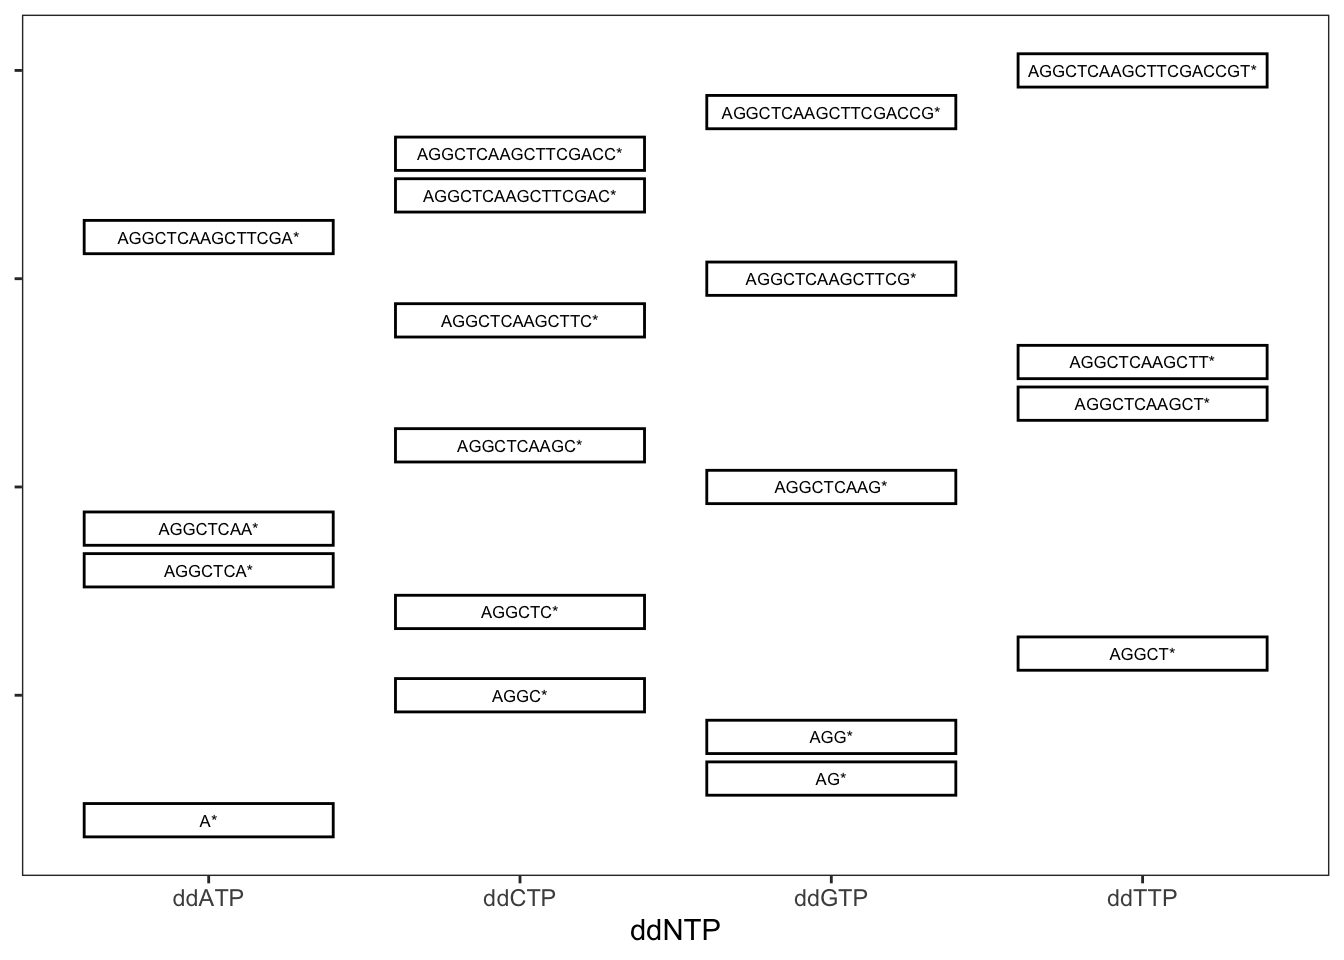 AGGCTCAAGCTTCGACCGT*
AGGCTCAAGCTTCGACCG*
AGGCTCAAGCTTCGACC*
AGGCTCAAGCTTCGAC*
AGGCTCAAGCTTCGA*
AGGCTCAAGCTTCG*
AGGCTCAAGCTTC*
AGGCTCAAGCTT*
AGGCTCAAGCT*
AGGCTCAAGC*
AGGCTCAAG*
AGGCTCAA*
AGGCTCA*
AGGCTC*
AGGCT*
AGGC*
AGG*
AG*
A*
ddATP ddCTP ddGTP ddTTP
ddNTP